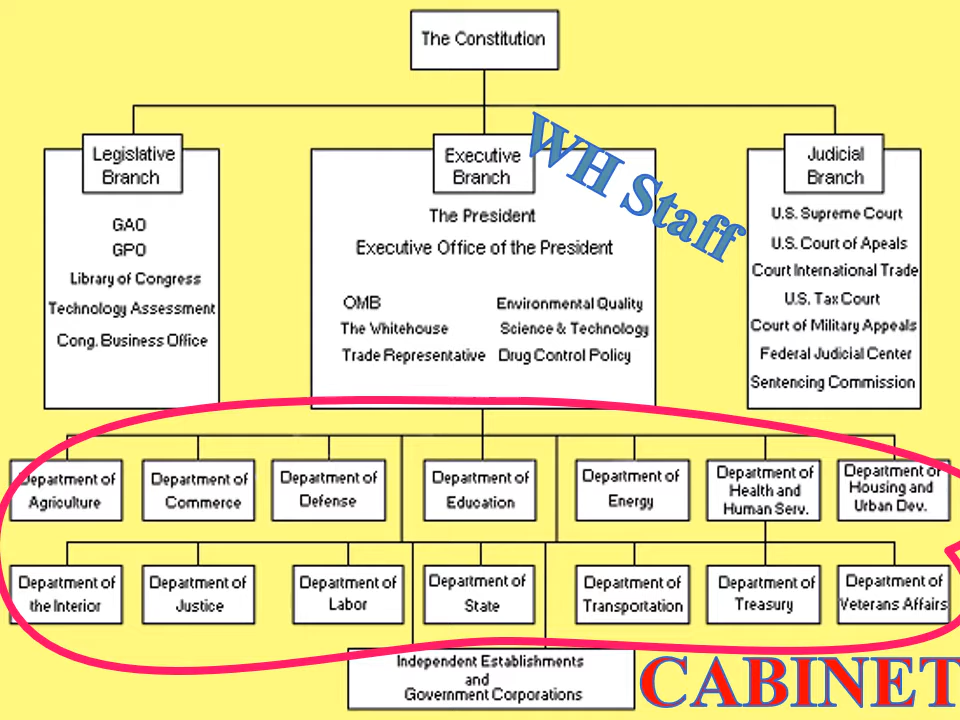 The Constitution
WH Staff
Legislative
Branch
GAO
GPO
Library of Congress
Technology Assessment
Cong. Business Office
Executive
Branch
The President
Executive Office of the President
OMB
The Whitehouse
Trade Representative
Environmental Quality
Science & Technology
Drug Control Policy
Judicial
Branch
U.S. Supreme Court
U.S. Court of Apeals
Court International Trade
U.S. Tax Court
Court of Military Appeals
Federal Judicial Center
Sentencing Commission
Department of
Agriculture
Department of
Commerce
Department of
Defense
Department of
Education
Department of
Energy
Department of
Health and
Human Serv.
Department of
Housing and
Urban Dev.
Department of
the Interior
Department of
Justice
Department of
Labor
Department of
State
Department of
Transportation
Department of
Treasury
Department of
Veterans Affairs
Independent Establishments
and
Government Corporations
CABINET